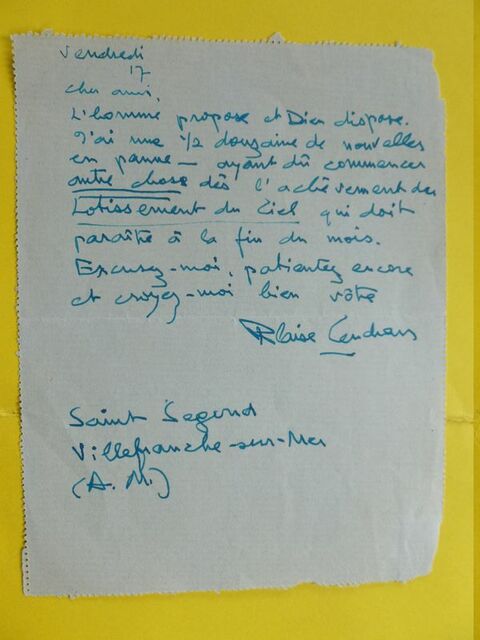 Vendredi
17
cher ami,
L'homme propose et Dieu dispose.
J'ai une 1/2 douzaine de nouvelles
en panne — ayant dû commencer
autre chose dès l'achèvement du
Lotissement du Ciel qui doit
paraître à la fin du mois.
Excusez-moi, patientez encore
et croyez-moi bien vôtre
Blaise Cendrars
Saint Segond
Villefranche-sur-Mer
(A. M.)